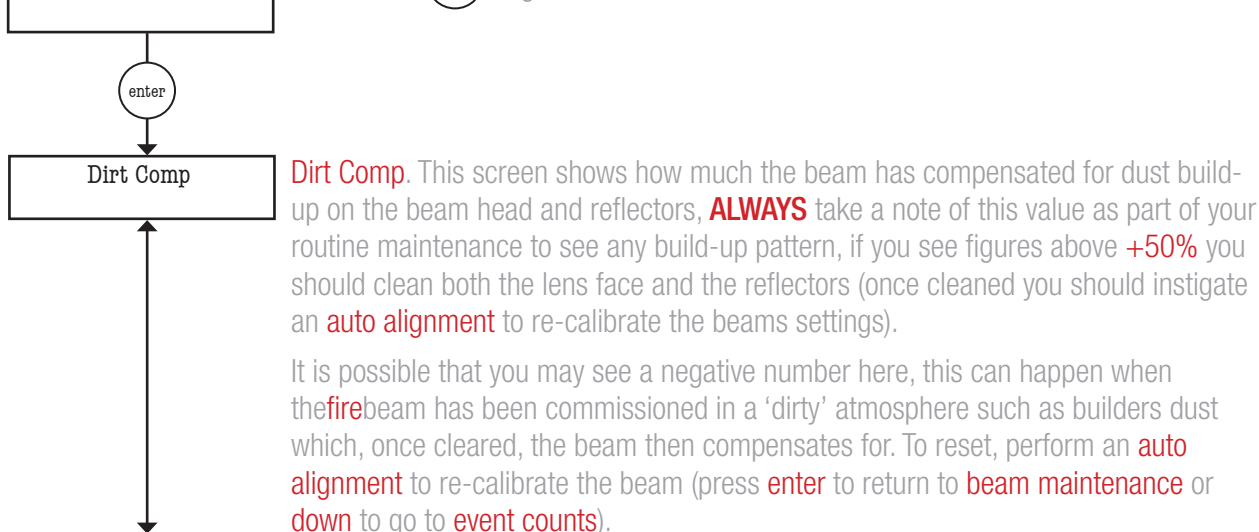 enter
Dirt Comp
Dirt Comp. This screen shows how much the beam has compensated for dust build-
up on the beam head and reflectors, ALWAYS take a note of this value as part of your
routine maintenance to see any build-up pattern, if you see figures above +50% you
should clean both the lens face and the reflectors (once cleaned you should instigate
an auto alignment to re-calibrate the beams settings).
It is possible that you may see a negative number here, this can happen when
thefirebeam has been commissioned in a ‘dirty’ atmosphere such as builders dust
which, once cleared, the beam then compensates for. To reset, perform an auto
alignment to re-calibrate the beam (press enter to return to beam maintenance or
down to go to event counts).